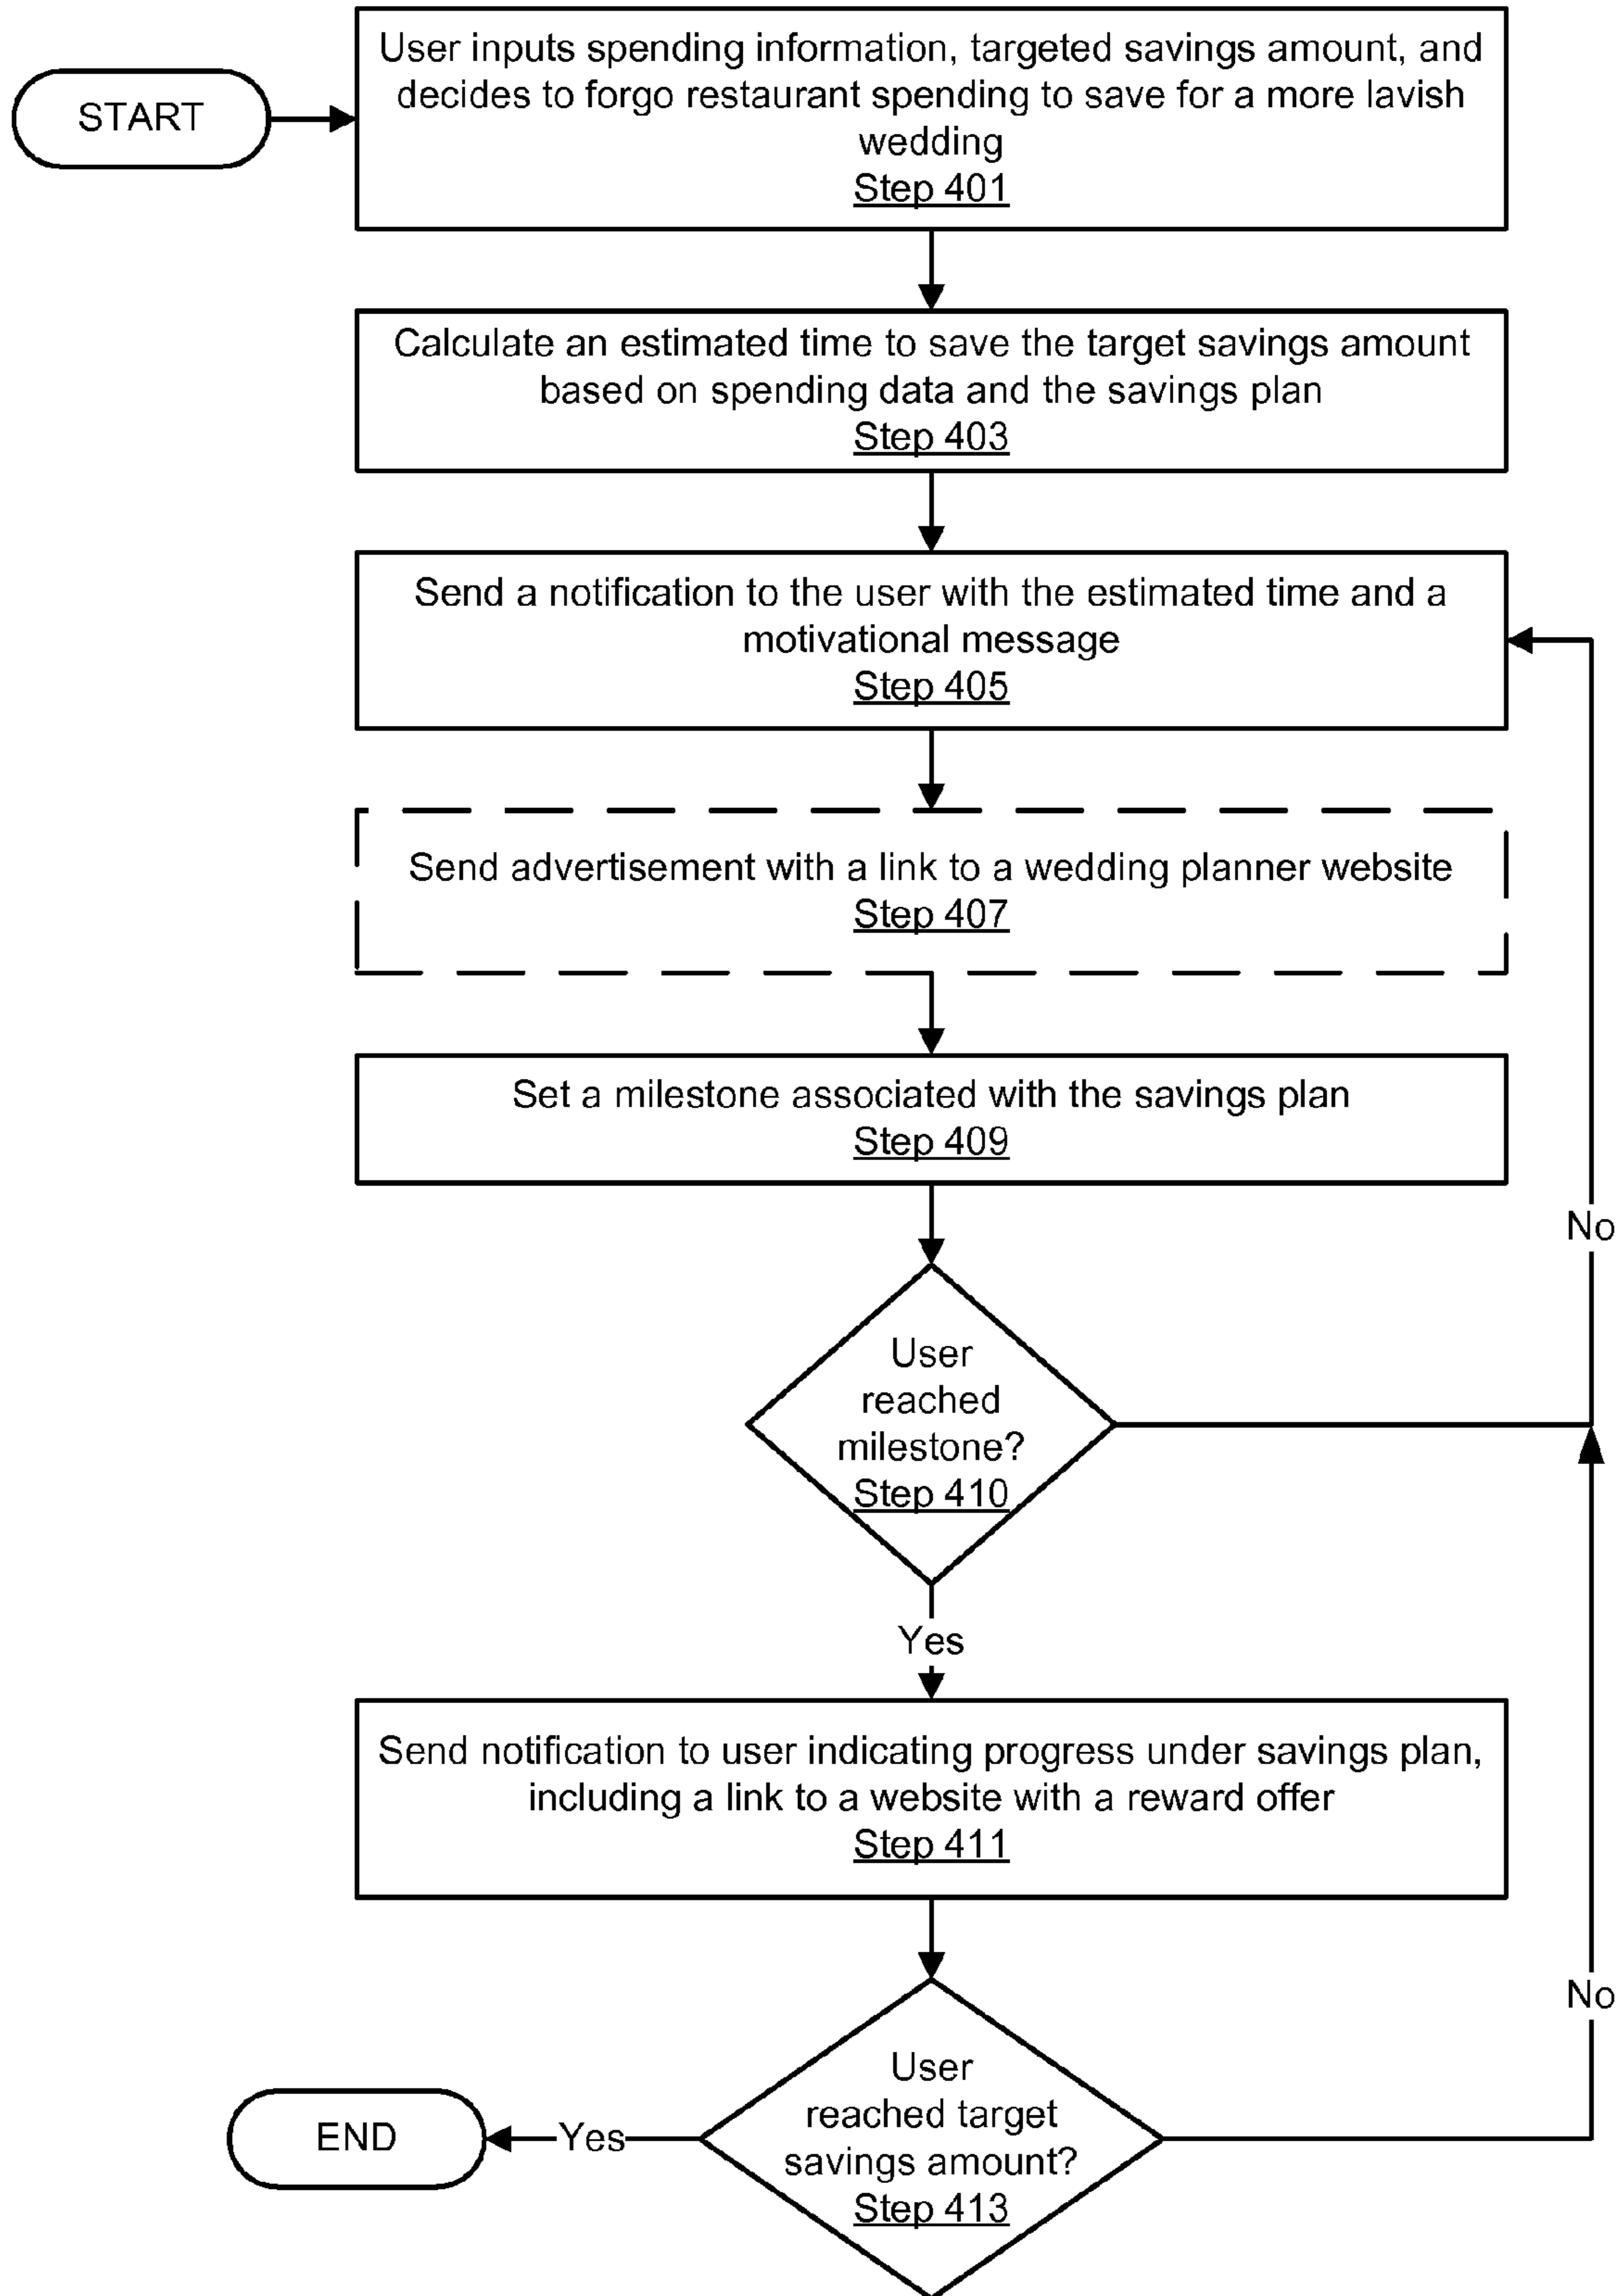 START
User inputs spending information, targeted savings amount, and
decides to forgo restaurant spending to save for a more lavish
wedding
Step 401
Calculate an estimated time to save the target savings amount
based on spending data and the savings plan
Step 403
Send a notification to the user with the estimated time and a
motivational message
Step 405
Send advertisement with a link to a wedding planner website
Step 407
Set a milestone associated with the savings plan
Step 409
No
User
reached
milestone?
Step 410
Yes
Send notification to user indicating progress under savings plan,
including a link to a website with a reward offer
Step 411
No
User
reached target
savings amount?
Step 413
Yes
END